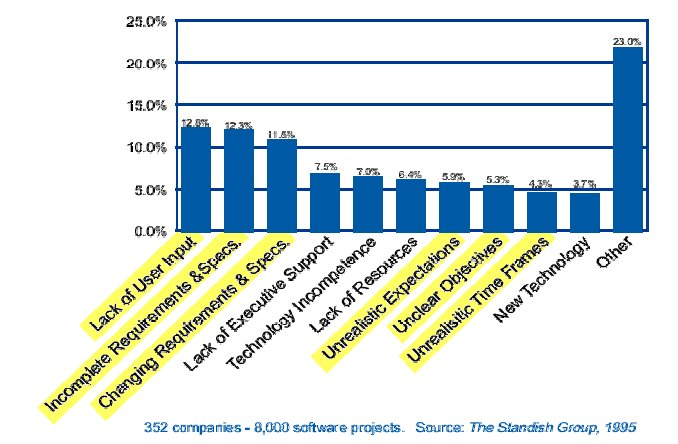 25.0%
20.0%
15.0%
10.0%
5.0%
0.0%
12.8%
12.3%
11.8%
7.5%
7.0%
6.4%
5.9%
5.3%
4.3%
3.7%
23.0%
Lack of User Input
Incomplete Requirements & Specs.
Changing Requirements & Specs.
Lack of Executive Support
Technology Incompetence
Lack of Resources
Unrealistic Expectations
Unclear Objectives
Unrealisitic Time Frames
New Technology
Other
352 companies - 8,000 software projects. Source: The Standish Group, 1995